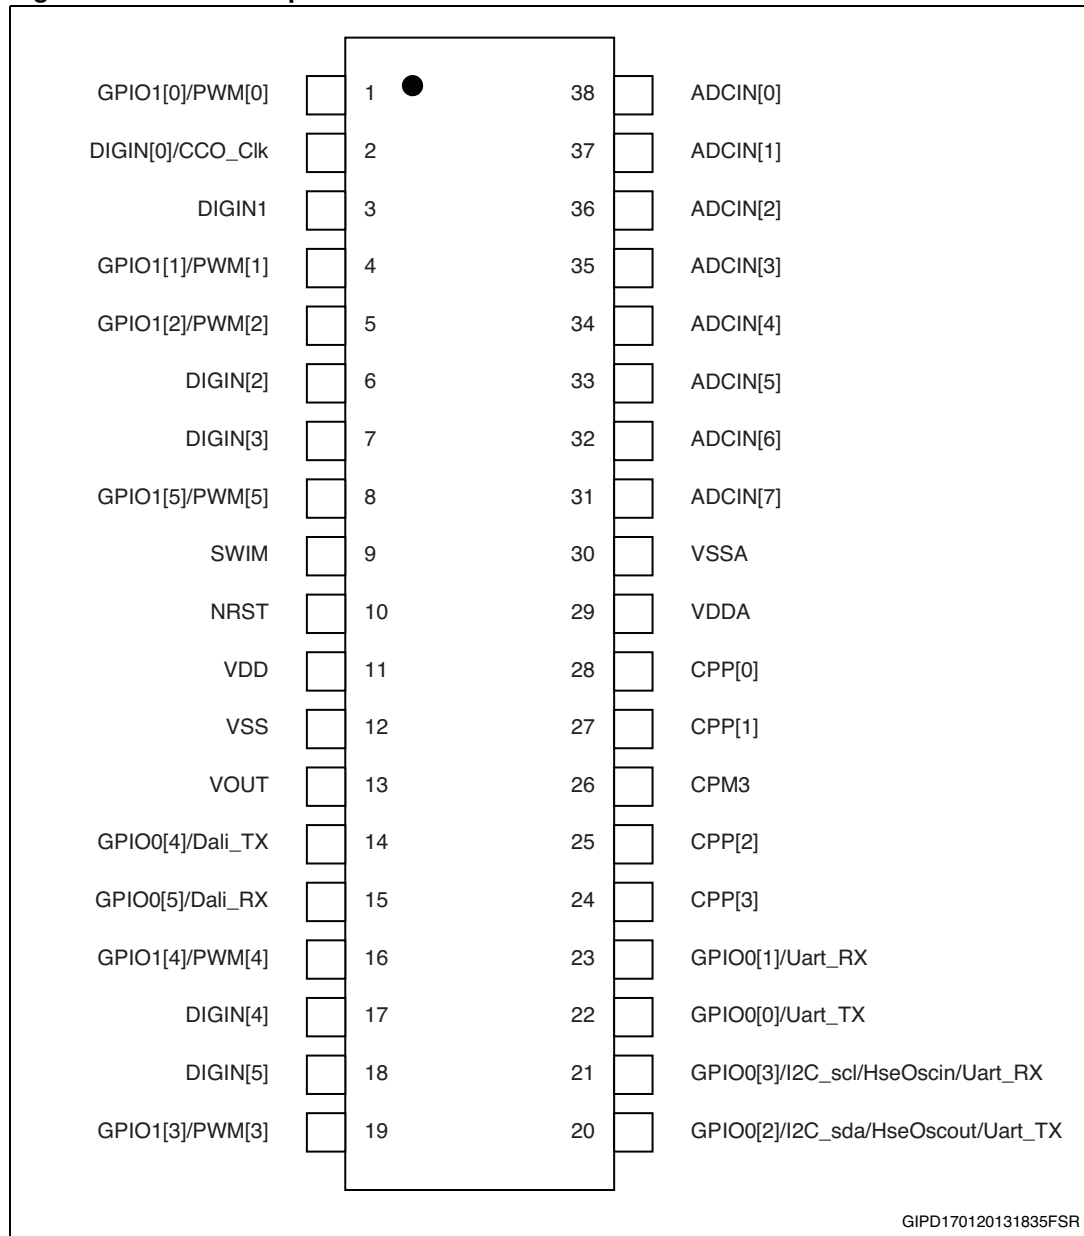 GPIO1[0]/PWM[0] 1 38 ADCIN[0]
DIGIN[0]/CCO_Clk 2 37 ADCIN[1]
DIGIN1 3 36 ADCIN[2]
GPIO1[1]/PWM[1] 4 35 ADCIN[3]
GPIO1[2]/PWM[2] 5 34 ADCIN[4]
DIGIN[2] 6 33 ADCIN[5]
DIGIN[3] 7 32 ADCIN[6]
GPIO1[5]/PWM[5] 8 31 ADCIN[7]
SWIM 9 30 VSSA
NRST 10 29 VDDA
VDD 11 28 CPP[0]
VSS 12 27 CPP[1]
VOUT 13 26 CPM3
GPIO0[4]/Dali_TX 14 25 CPP[2]
GPIO0[5]/Dali_RX 15 24 CPP[3]
GPIO1[4]/PWM[4] 16 23 GPIO0[1]/Uart_RX
DIGIN[4] 17 22 GPIO0[0]/Uart_TX
DIGIN[5] 18 21 GPIO0[3]/I2C_scl/HseOscin/Uart_RX
GPIO1[3]/PWM[3] 19 20 GPIO0[2]/I2C_sda/HseOscout/Uart_TX
GIPD170120131835FSR